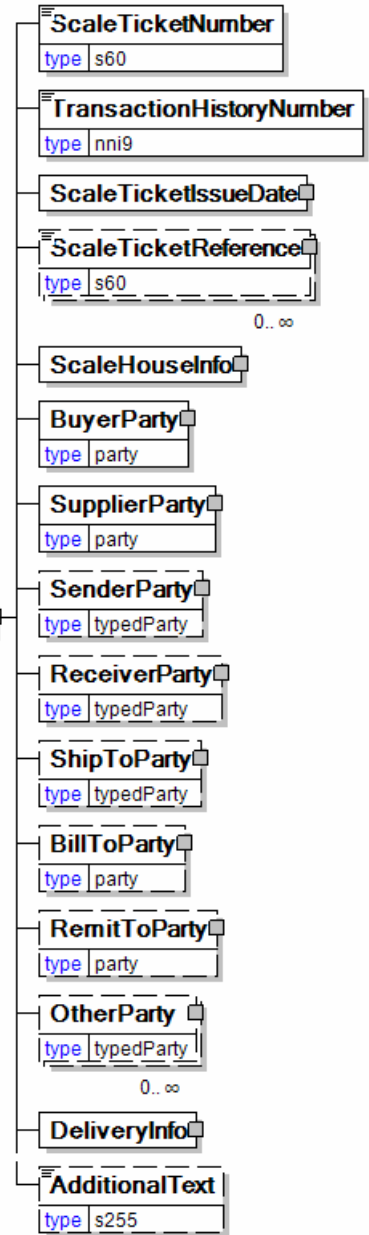 ScaleTicketNumber
type s60
TransactionHistoryNumber
type nni9
ScaleTicketIssueDate
ScaleTicketReference
type s60
0.. ∞
ScaleHouseInfo
BuyerParty
type party
SupplierParty
type party
SenderParty
type typedParty
ReceiverParty
type typedParty
ShipToParty
type typedParty
BillToParty
type party
RemitToParty
type party
OtherParty
type typedParty
0.. ∞
DeliveryInfo
AdditionalText
type s255